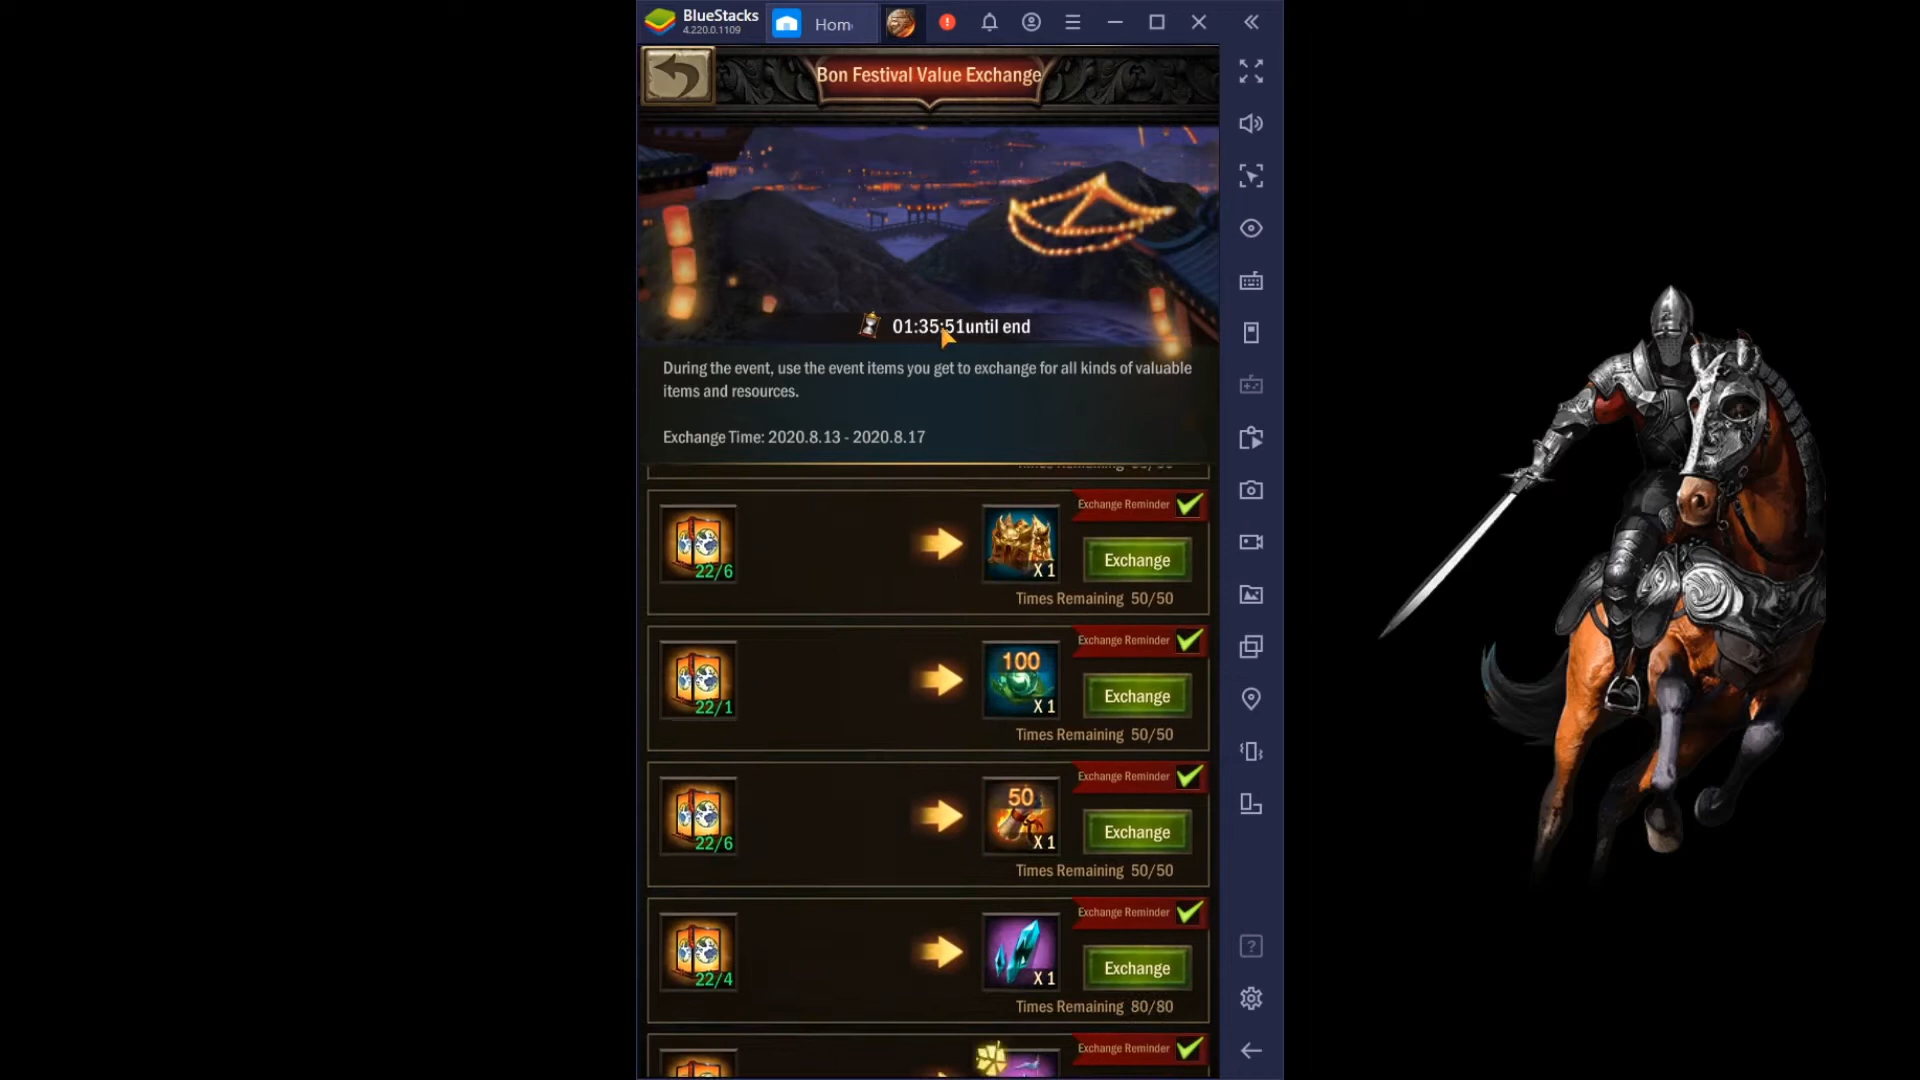 BlueStacks
4.220.0.1109
Hom
Bon Festival Value Exchange
01:35:51until end
During the event, use the event items you get to exchange for all kinds of valuable
items and resources.
Exchange Time: 2020.8.13 - 2020.8.17
Exchange Reminder
22/6
X 1
Exchange
Times Remaining 50/50
Exchange Reminder
100
22/1
X 1
Exchange
Times Remaining 50/50
Exchange Reminder
50
22/6
X 1
Exchange
Times Remaining 50/50
Exchange Reminder
22/4
X 1
Exchange
Times Remaining 80/80
Exchange Reminder